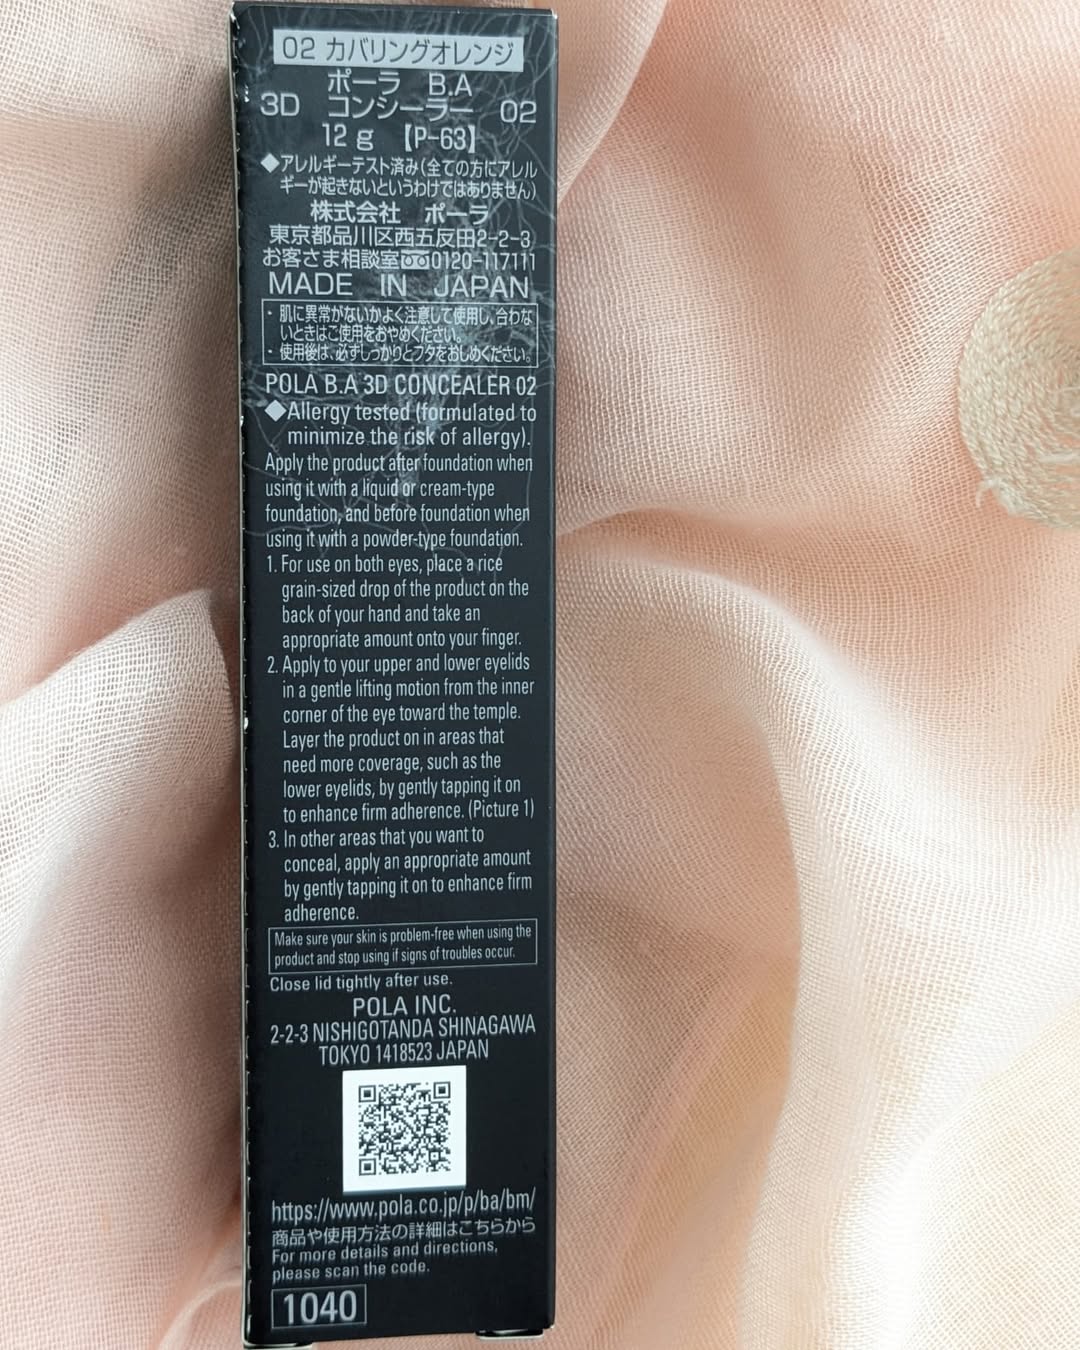 02 カバリングオレンジ
ポーラ B.A
3D コンシーラー 02
12g 【P-63】
◆アレルギーテスト済み(全ての方にアレル
ギーが起きないというわけではありません)
株式会社 ポーラ
東京都品川区西五反田2-2-3
お客さま相談室 0120-117111
MADE IN JAPAN
・肌に異常がないかよく注意して使用し、合わな
いときはご使用をおやめください。
・使用後は、必ずしっかりとフタをおしめください。
POLA B.A 3D CONCEALER 02
◆Allergy tested (formulated to
minimize the risk of allergy).
Apply the product after foundation when
using it with a liquid or cream-type
foundation, and before foundation when
using it with a powder-type foundation.
1. For use on both eyes, place a rice
grain-sized drop of the product on the
back of your hand and take an
appropriate amount onto your finger.
2. Apply to your upper and lower eyelids
in a gentle lifting motion from the inner
corner of the eye toward the temple.
Layer the product on in areas that
need more coverage, such as the
lower eyelids, by gently tapping it on
to enhance firm adherence. (Picture 1)
3. In other areas that you want to
conceal, apply an appropriate amount
by gently tapping it on to enhance firm
adherence.
Make sure your skin is problem-free when using the
product and stop using if signs of troubles occur.
Close lid tightly after use.
POLA INC.
2-2-3 NISHIGOTANDA SHINAGAWA
TOKYO 1418523 JAPAN
https://www.pola.co.jp/p/ba/bm/
商品や使用方法の詳細はこちらから
For more details and directions,
please scan the code.
1040